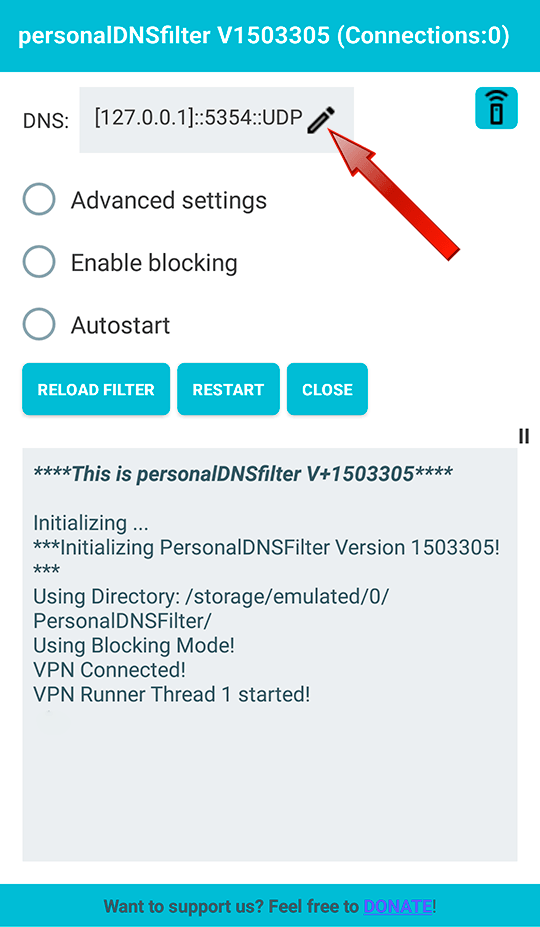 personalDNSfilter V1503305 (Connections:0)
DNS: [127.0.0.1]::5354::UDP
Advanced settings
Enable blocking
Autostart
RELOAD FILTER RESTART CLOSE
****This is personalDNSfilter V+1503305****
Initializing ...
***Initializing PersonalDNSFilter Version 1503305!
***
Using Directory: /storage/emulated/0/
PersonalDNSFilter/
Using Blocking Mode!
VPN Connected!
VPN Runner Thread 1 started!
Want to support us? Feel free to DONATE!